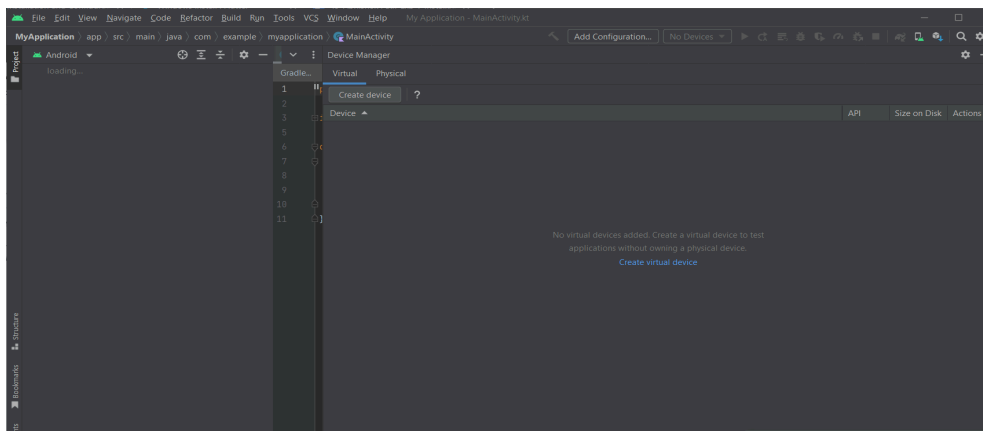 File Edit View Navigate Code Refactor Build Run Tools VCS Window Help My Application - MainActivity.kt
MyApplication app src main java com example myapplication MainActivity Add Configuration... No Devices
Project
Android
Device Manager
loading...
Gradle...
Virtual Physical
Create device ?
Device API Size on Disk Actions
1
2
3
5
6
7
8
9
10
11
No virtual devices added. Create a virtual device to test
applications without owning a physical device.
Create virtual device
Structure
Bookmarks